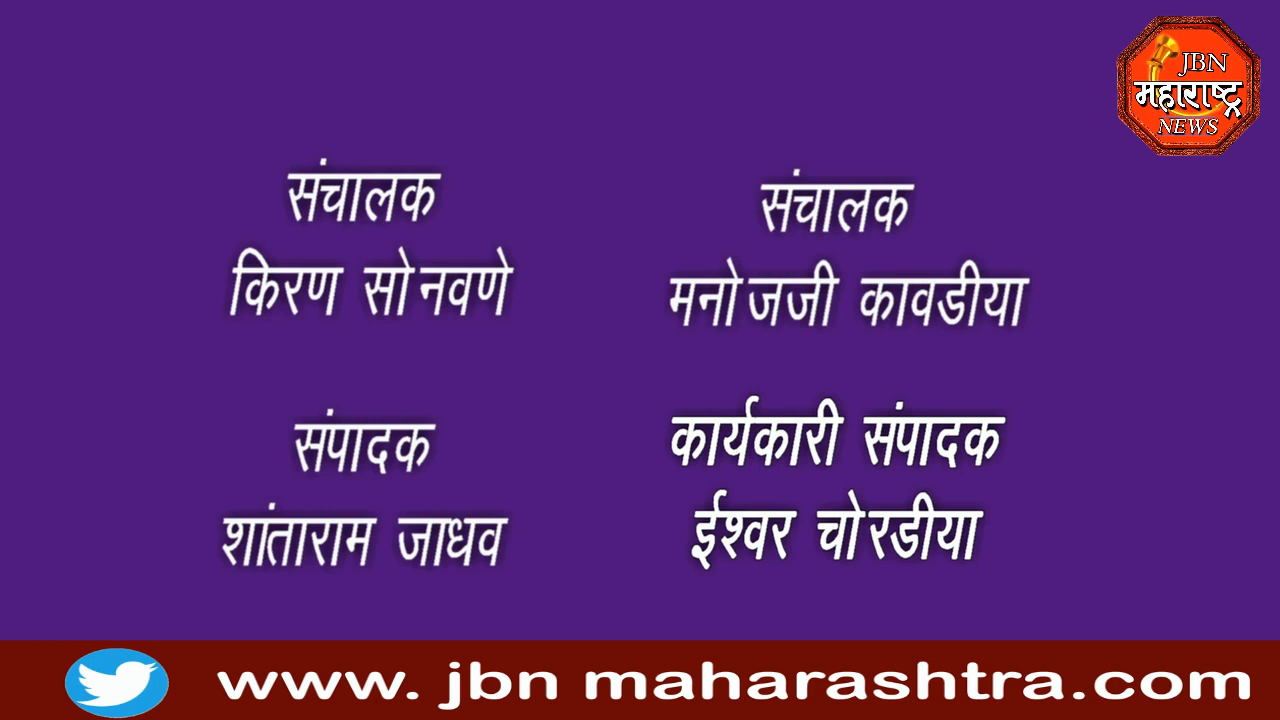 JBN
महाराष्ट्र
NEWS
संचालक
किरण सोनवणे
संचालक
मनोजजी कावडीया
संपादक
शांताराम जाधव
कार्यकारी संपादक
ईश्वर चोरडीया
www. jbn maharashtra.com